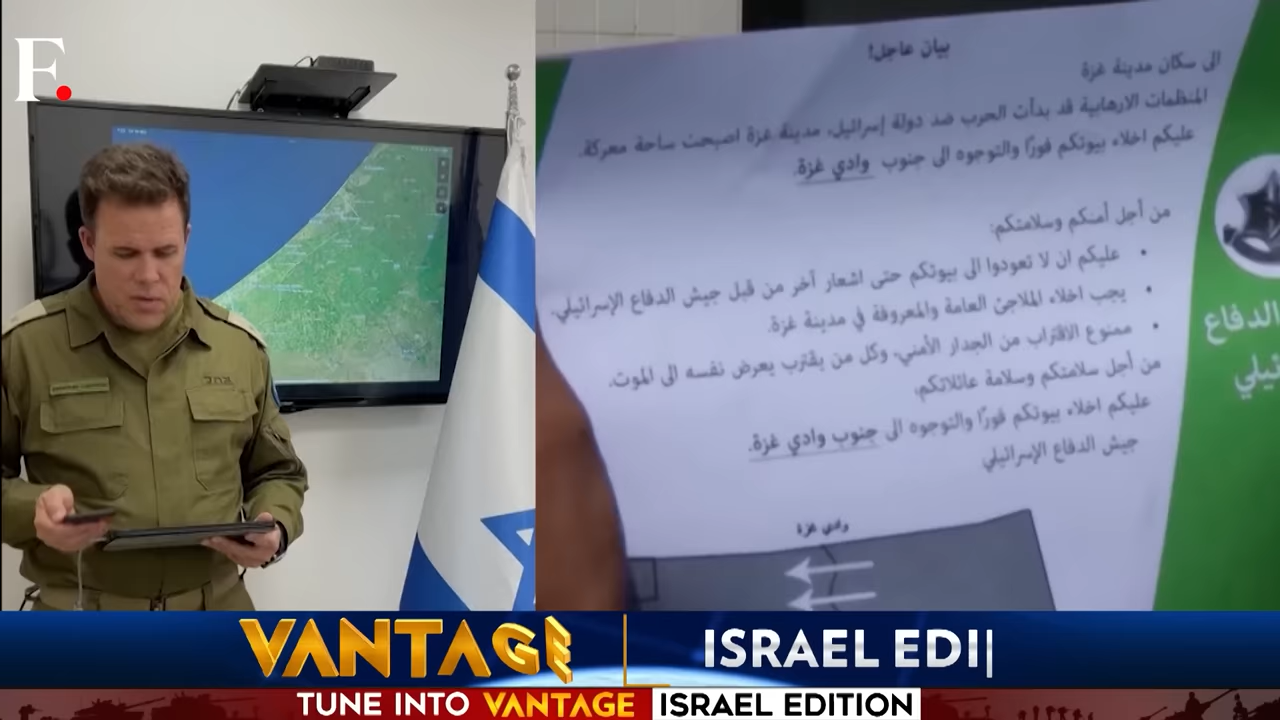 F.
بيان عاجل!
الى سكان مدينة غزة
المنظمات الارهابية قد بدأت الحرب ضد دولة إسرائيل، مدينة غزة اصبحت ساحة معركة.
عليكم اخلاء بيوتكم فورًا والتوجوه الى جنوب وادي غزة.
من أجل أمنكم وسلامتكم:
• عليكم ان لا تعودوا الى بيوتكم حتى اشعار أخر من قبل جيش الدفاع الإسرائيلي.
• يجب اخلاء الملاجئ العامة والمعروفة في مدينة غزة.
• ممنوع الاقتراب من الجدار الأمني، وكل من يقترب يعرض نفسه الى الموت.
من أجل سلامتكم وسلامة عائلاتكم،
عليكم اخلاء بيوتكم فورًا والتوجوه الى جنوب وادي غزة.
جيش الدفاع الإسرائيلي
وادي غزة
الدفاع
צה"ל
VANTAGE
ISRAEL EDI
TUNE INTO VANTAGE ISRAEL EDITION